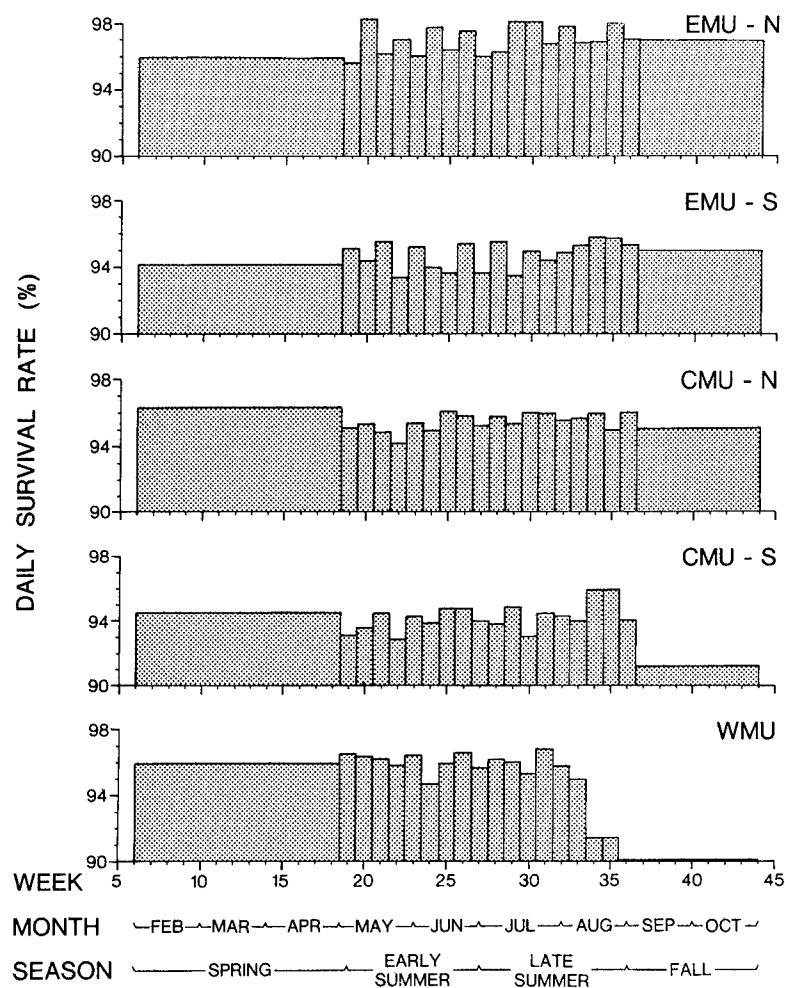 EMU - N
98
94
90
EMU - S
98
94
90
CMU - N
98
94
90
CMU - S
98
94
90
WMU
98
94
90
DAILY SURVIVAL RATE (%)
WEEK 5 10 15 20 25 30 35 40 45
MONTH FEB MAR APR MAY JUN JUL AUG SEP OCT
SEASON SPRING EARLY SUMMER LATE SUMMER FALL